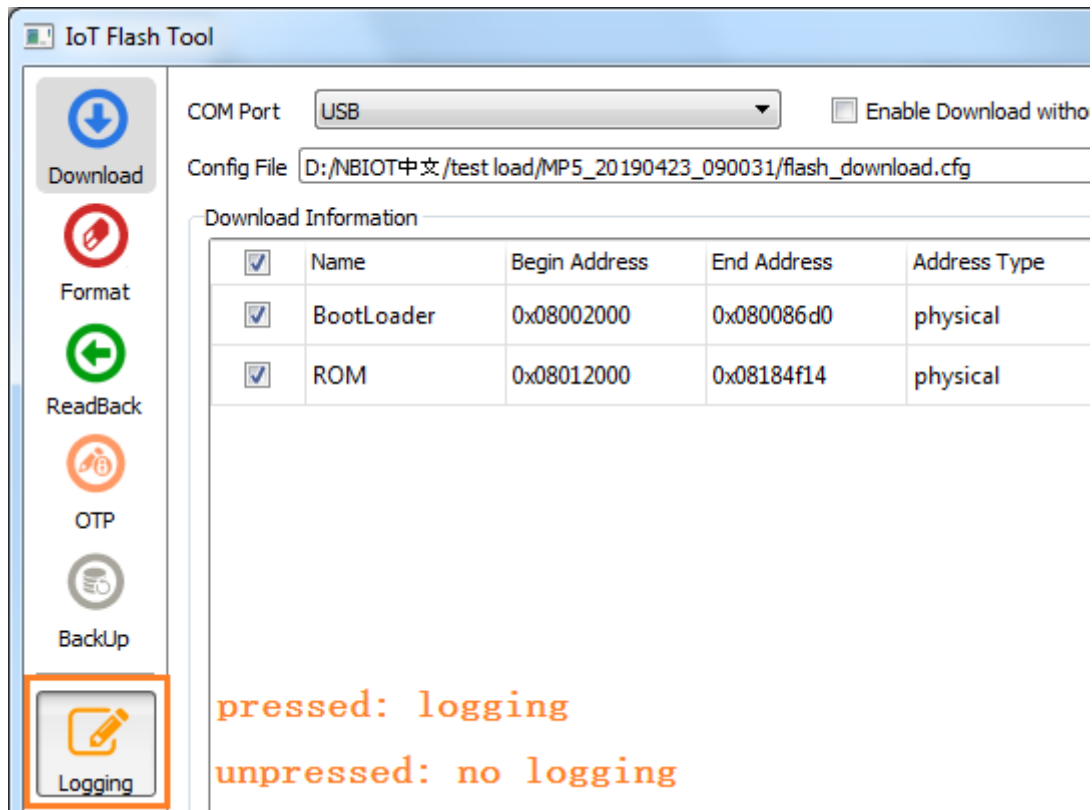 IoT Flash Tool
Download
Format
ReadBack
OTP
BackUp
Logging
COM Port USB Enable Download
Config File D:/NBIOT中文/test load/MP5_20190423_090031/flash_download.cfg
Download Information
Name Begin Address End Address Address Type
BootLoader 0x08002000 0x080086d0 physical
ROM 0x08012000 0x08184f14 physical
pressed: logging
unpressed: no logging